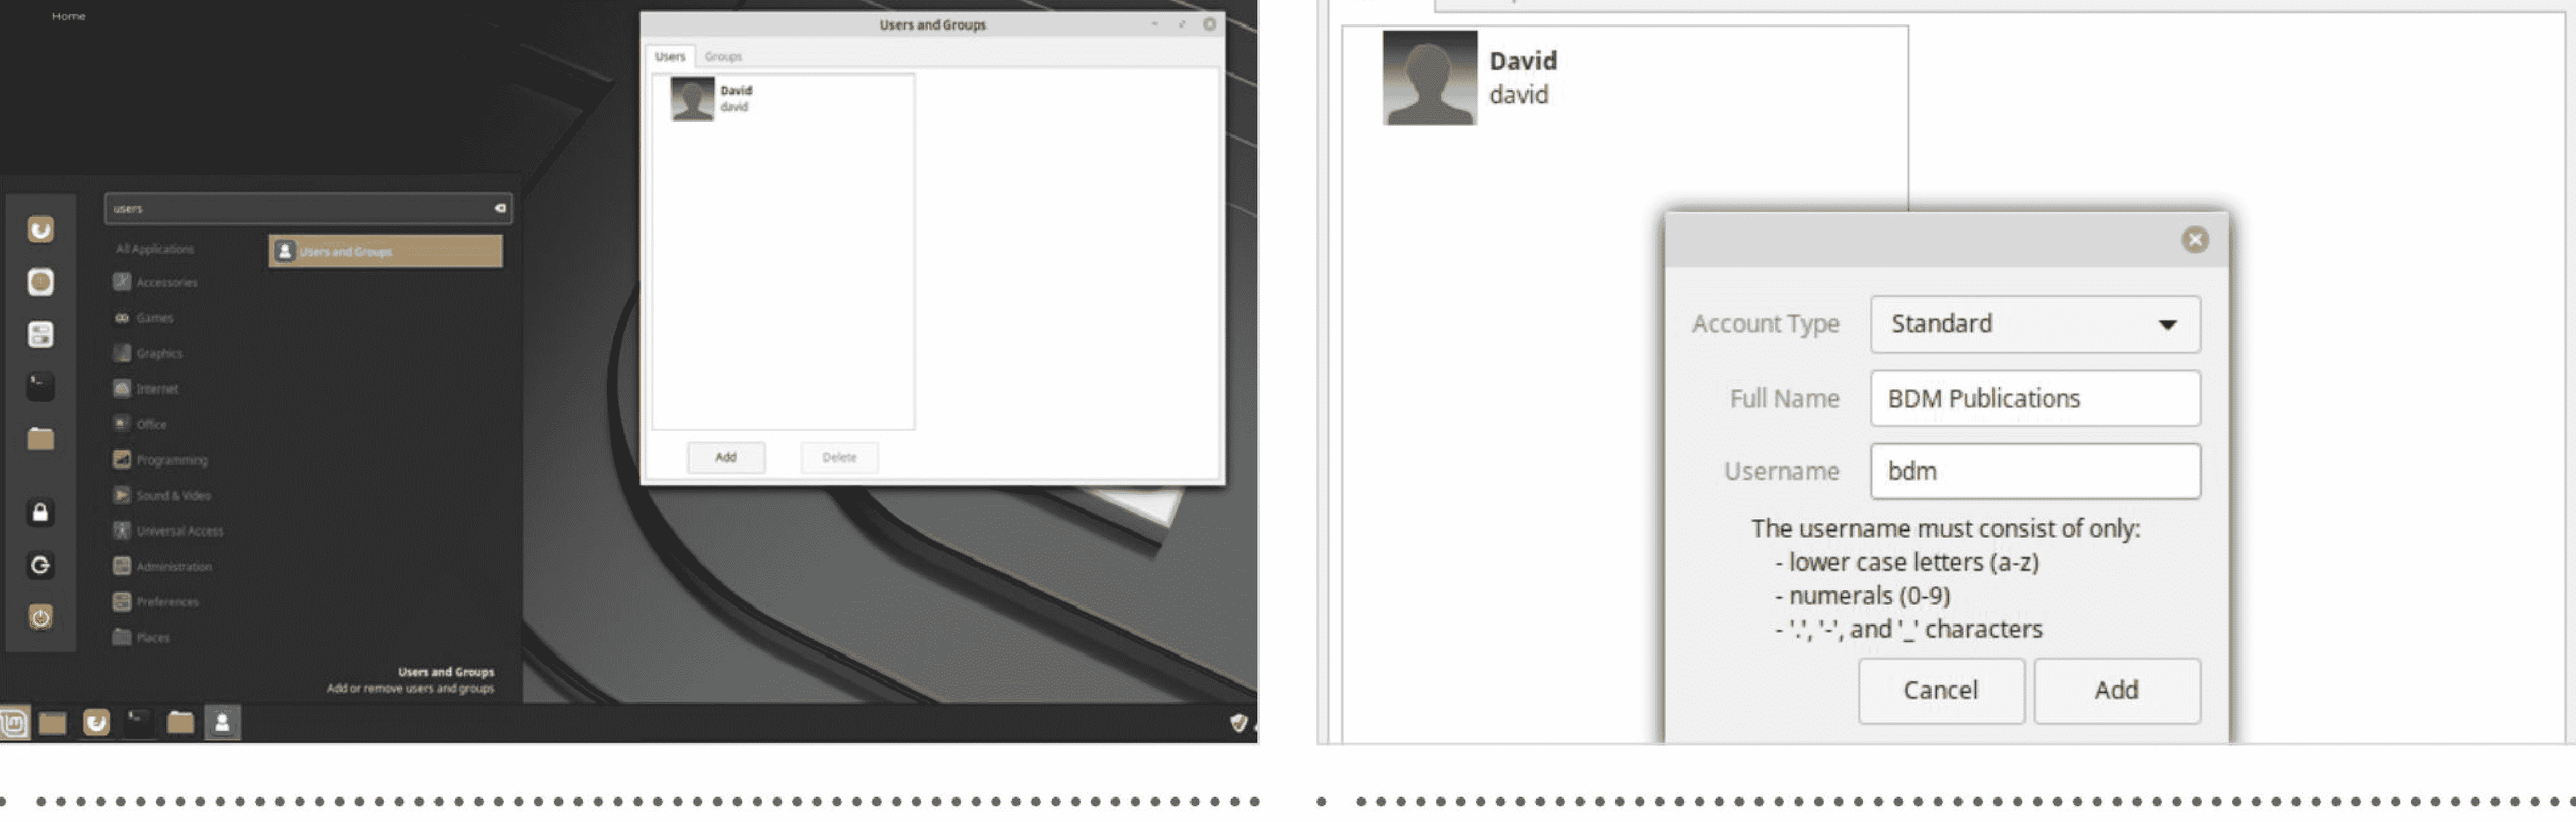 Home
Users and Groups
Users
Groups
David
david
Add
Delete
users
All Applications
Users and Groups
Accessories
Games
Graphics
Internet
Office
Programming
Sound & Video
Universal Access
Administration
Preferences
Places
Users and Groups
Add or remove users and groups
David
david
Account Type
Standard
Full Name
BDM Publications
Username
bdm
The username must consist of only:
- lower case letters (a-z)
- numerals (0-9)
- '.', '-', and '_' characters
Cancel
Add